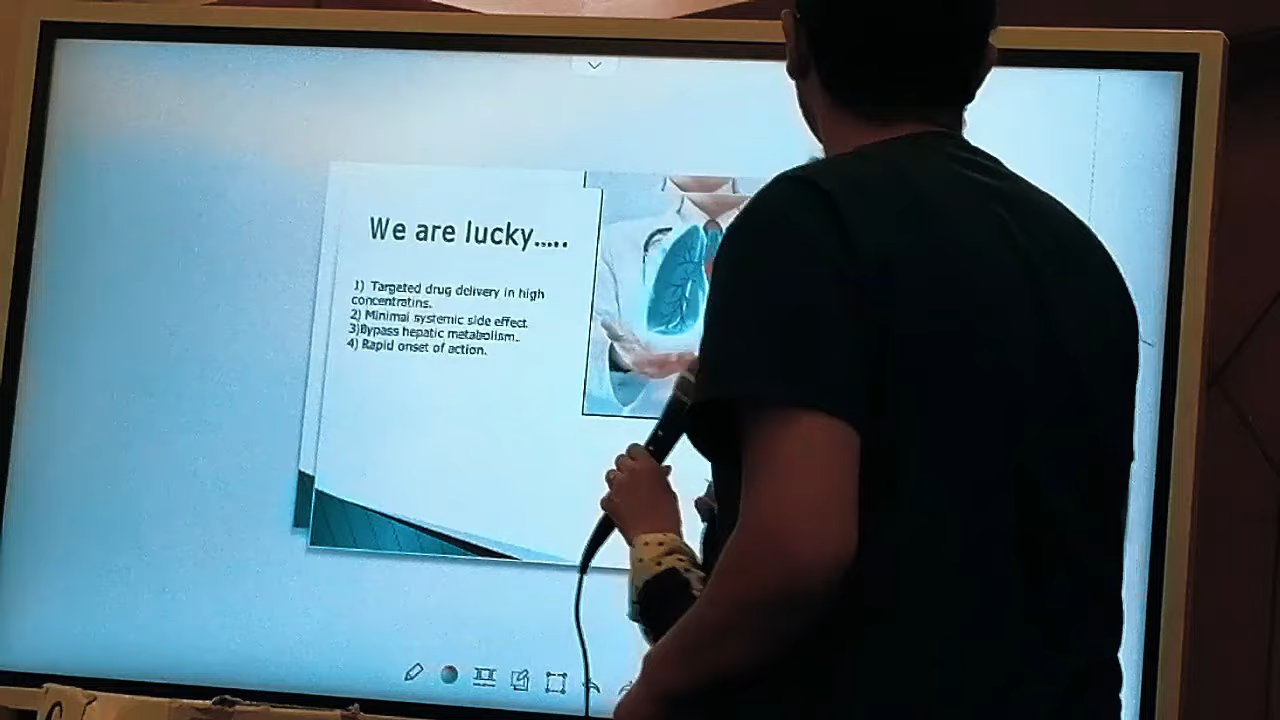 We are lucky.....
1) Targeted drug delivery in high
concentratins.
2) Minimal systemic side effect.
3)Bypass hepatic metabolism.
4) Rapid onset of action.